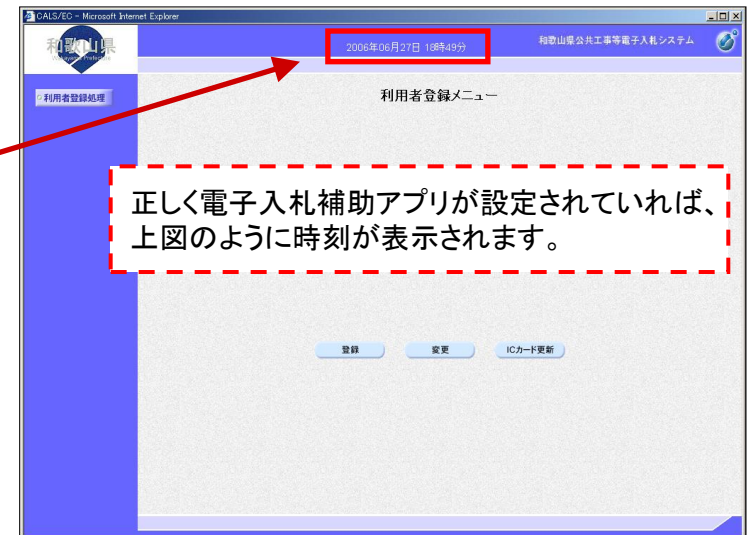 CALS/EC - Microsoft Internet Explorer
和歌山県
Wakayama Prefecture
2006年06月27日 18時49分
和歌山県公共工事等電子入札システム
利用者登録処理
利用者登録メニュー
正しく電子入札補助アプリが設定されていれば、
上図のように時刻が表示されます。
登録
変更
ICカード更新